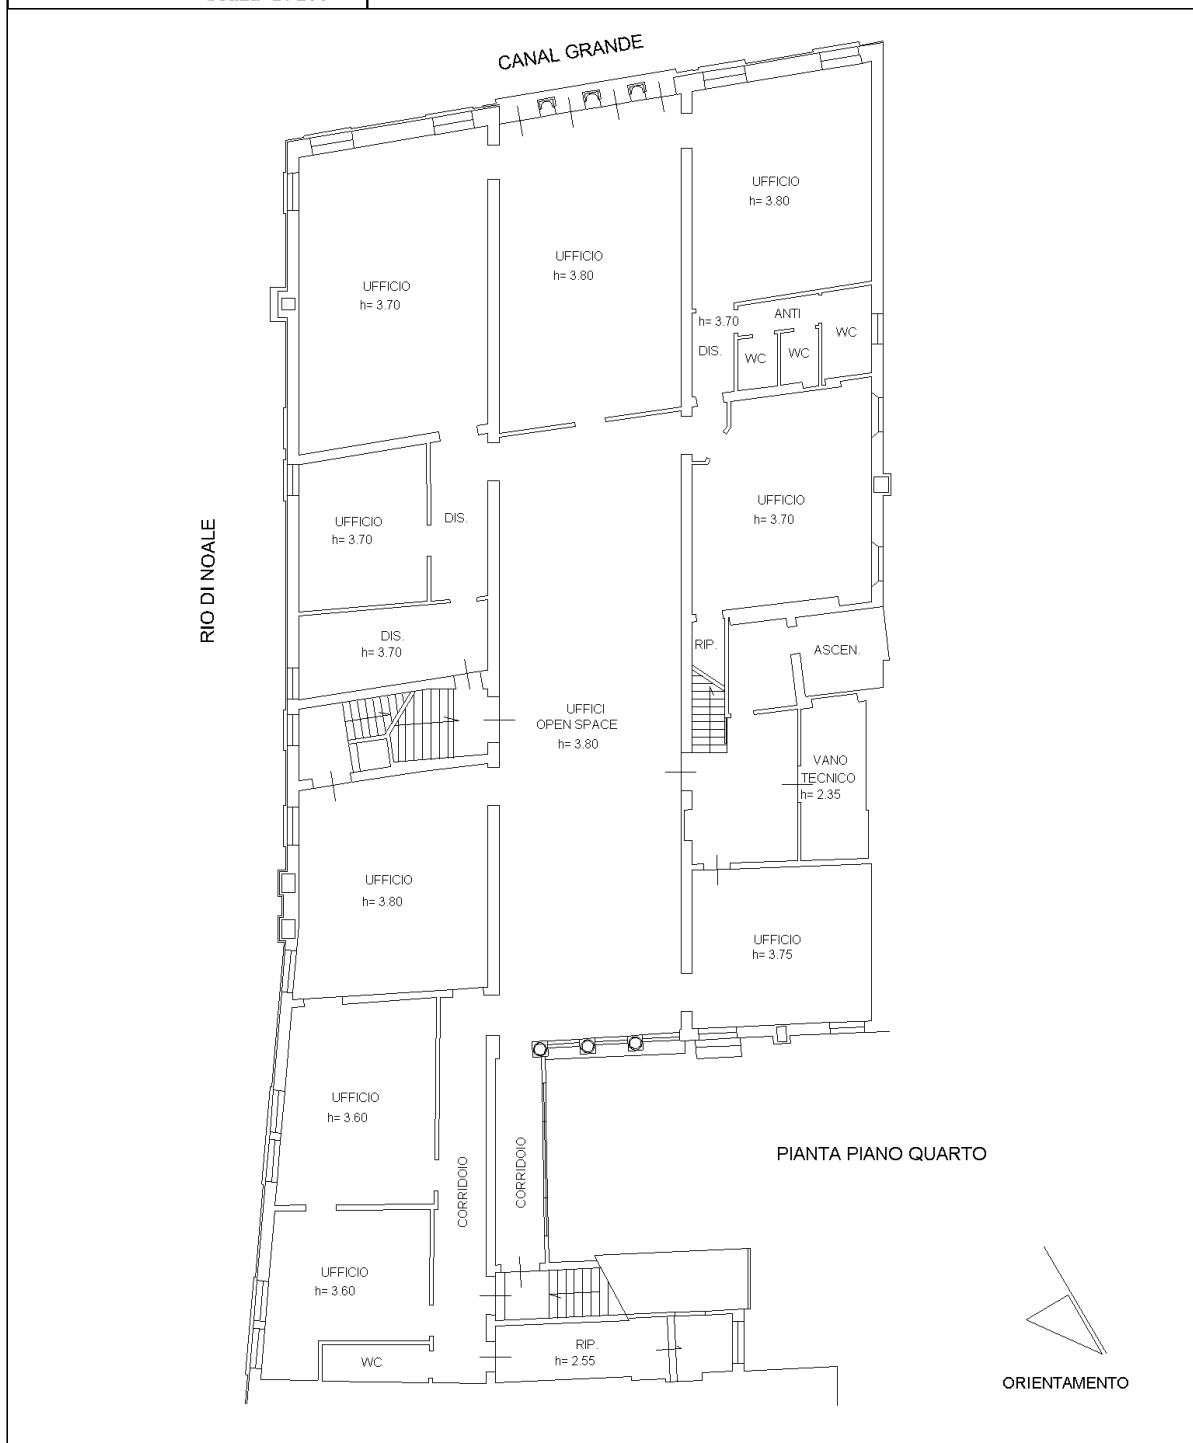 CANAL GRANDE
UFFICIO
h= 3.80
UFFICIO
h= 3.80
UFFICIO
h= 3.70
h= 3.70
ANTI
WC
DIS.
WC
WC
UFFICIO
h= 3.70
DIS.
UFFICIO
h= 3.70
RIO DI NOALE
DIS.
h= 3.70
RIP.
ASCEN.
UFFICI
OPEN SPACE
h= 3.80
VANO
TECNICO
h= 2.35
UFFICIO
h= 3.80
UFFICIO
h= 3.75
UFFICIO
h= 3.60
CORRIDOIO
CORRIDOIO
PIANTA PIANO QUARTO
UFFICIO
h= 3.60
WC
RIP.
h= 2.55
ORIENTAMENTO